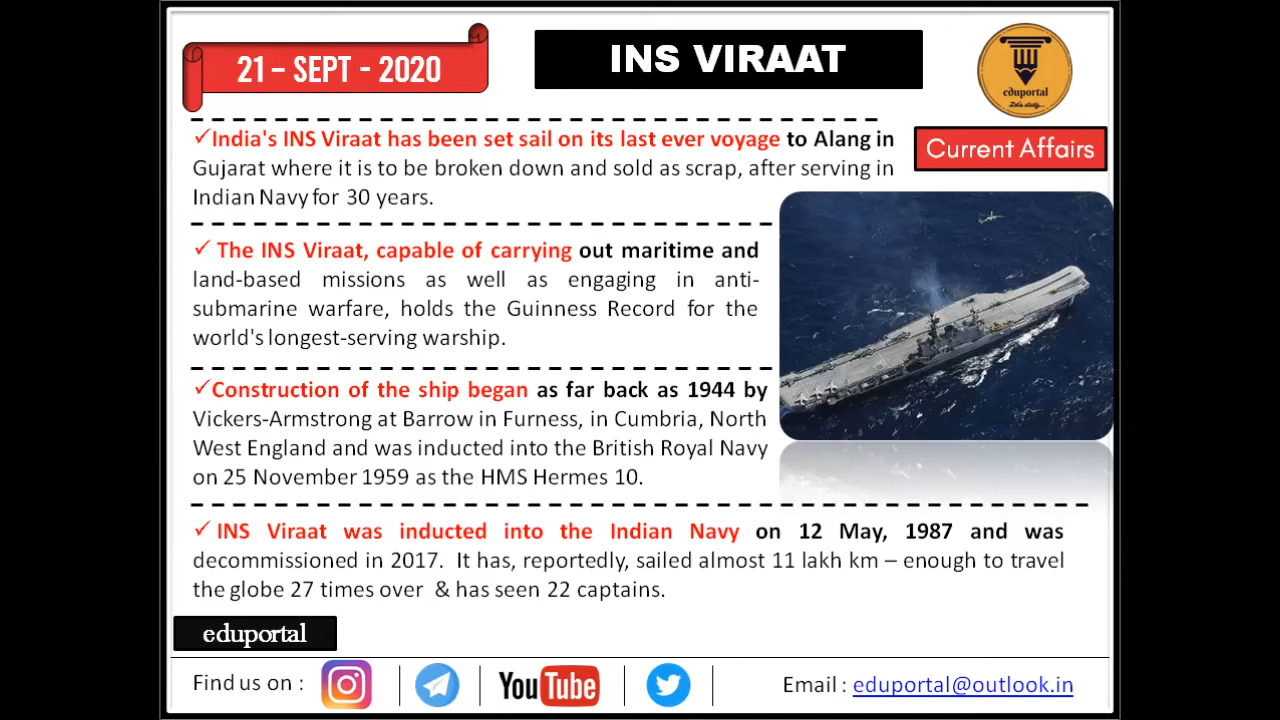 21 – SEPT - 2020
INS VIRAAT
eduportal
Let's study...
Current Affairs
✓India's INS Viraat has been set sail on its last ever voyage to Alang in
Gujarat where it is to be broken down and sold as scrap, after serving in
Indian Navy for 30 years.
✓ The INS Viraat, capable of carrying out maritime and
land-based missions as well as engaging in anti-
submarine warfare, holds the Guinness Record for the
world's longest-serving warship.
✓Construction of the ship began as far back as 1944 by
Vickers-Armstrong at Barrow in Furness, in Cumbria, North
West England and was inducted into the British Royal Navy
on 25 November 1959 as the HMS Hermes 10.
✓ INS Viraat was inducted into the Indian Navy on 12 May, 1987 and was
decommissioned in 2017. It has, reportedly, sailed almost 11 lakh km – enough to travel
the globe 27 times over & has seen 22 captains.
eduportal
Find us on :
YouTube
Email : eduportal@outlook.in